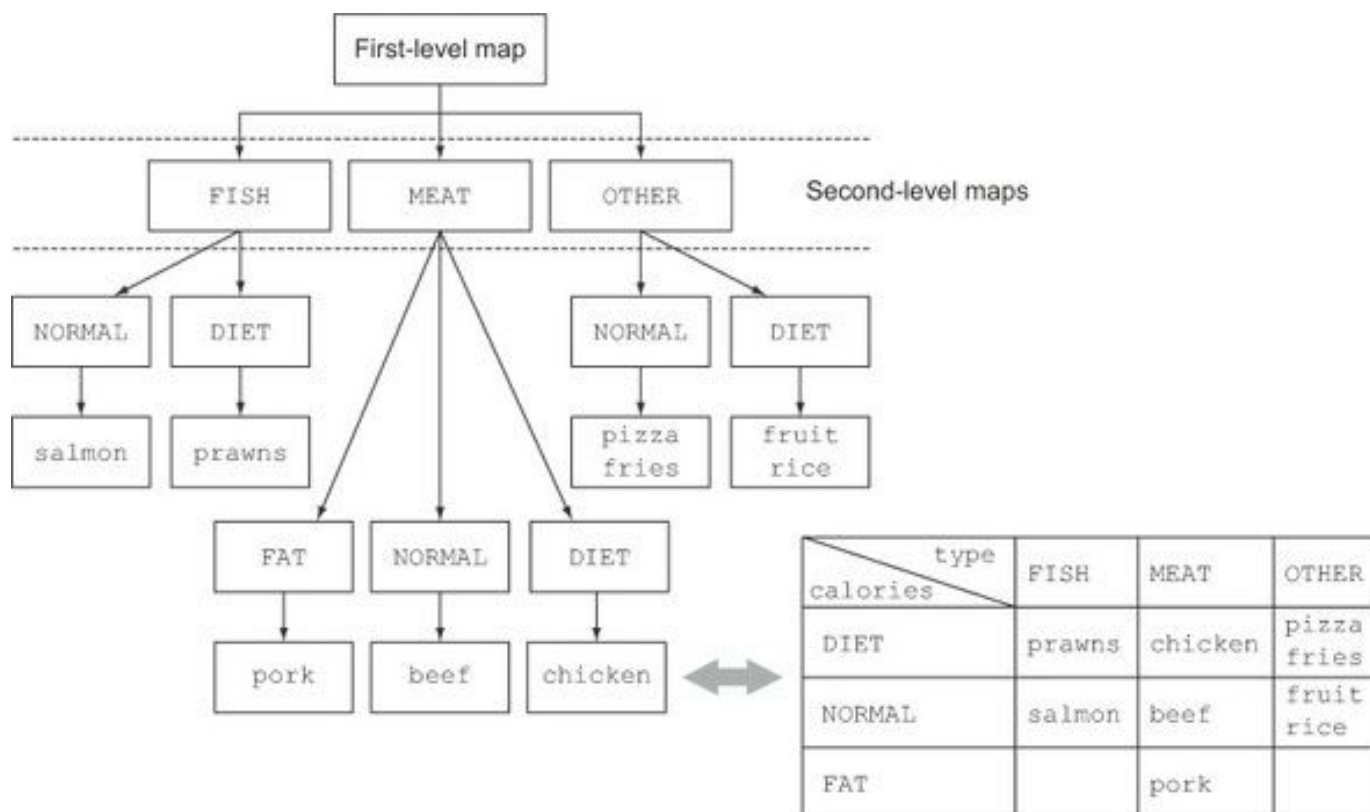 First-level map
FISH MEAT OTHER Second-level maps
NORMAL DIET NORMAL DIET
salmon prawns pizza fries fruit rice
FAT NORMAL DIET
pork beef chicken
type
calories
FISH MEAT OTHER
DIET prawns chicken pizza fries
NORMAL salmon beef fruit rice
FAT pork